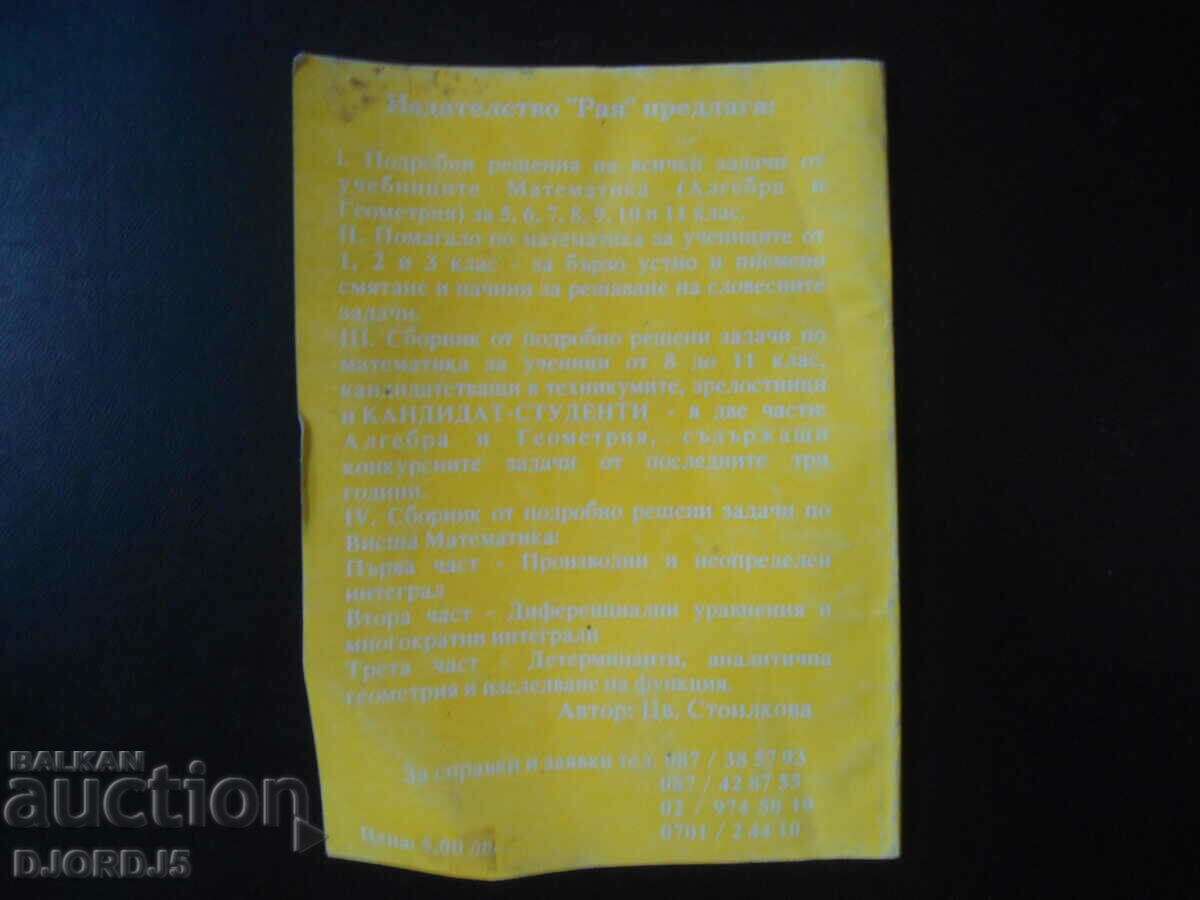 Издателство "Рая" предлага:
I. Подробни решения на всички задачи от
учебниците Математика (Алгебра и
Геометрия) за 5, 6, 7, 8, 9, 10 и 11 клас.
II. Помагало по математика за учениците от
1, 2 и 3 клас - за бързо устно и писмено
смятане и начини за решаване на словесните
задачи.
III. Сборник от подробно решени задачи по
математика за ученици от 8 до 11 клас,
кандидатстващи в техникумите, зрелостници
и КАНДИДАТ-СТУДЕНТИ - в две части:
Алгебра и Геометрия, съдържащи
конкурсните задачи от последните три
години.
IV. Сборник от подробно решени задачи по
Висша Математика:
Първа част - Производни и неопределен
интеграл
Втора част - Диференциални уравнения и
многократни интеграли
Трета част - Детерминанти, аналитична
геометрия и изследване на функция.
Автор: Цв. Стоилкова
За справки и заявки тел. 087 / 38 57 93
087 / 42 87 55
02 / 974 50 10
0701 / 2 44 10
Цена: 5,00 лв.
BALKAN
auction
DJORDJ5